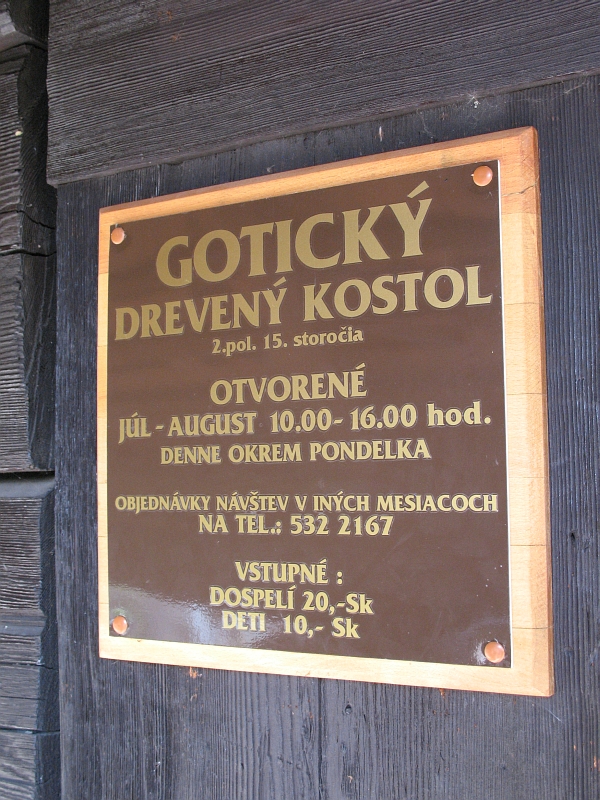 GOTICKÝ
DREVENÝ KOSTOL
2.pol. 15. storočia
OTVORENÉ
JÚL - AUGUST 10.00 - 16.00 hod.
DENNE OKREM PONDELKA
OBJEDNÁVKY NÁVŠTEV V INÝCH MESIACOCH
NA TEL.: 532 2167
VSTUPNÉ :
DOSPELÍ 20,-Sk
DETI 10,- Sk